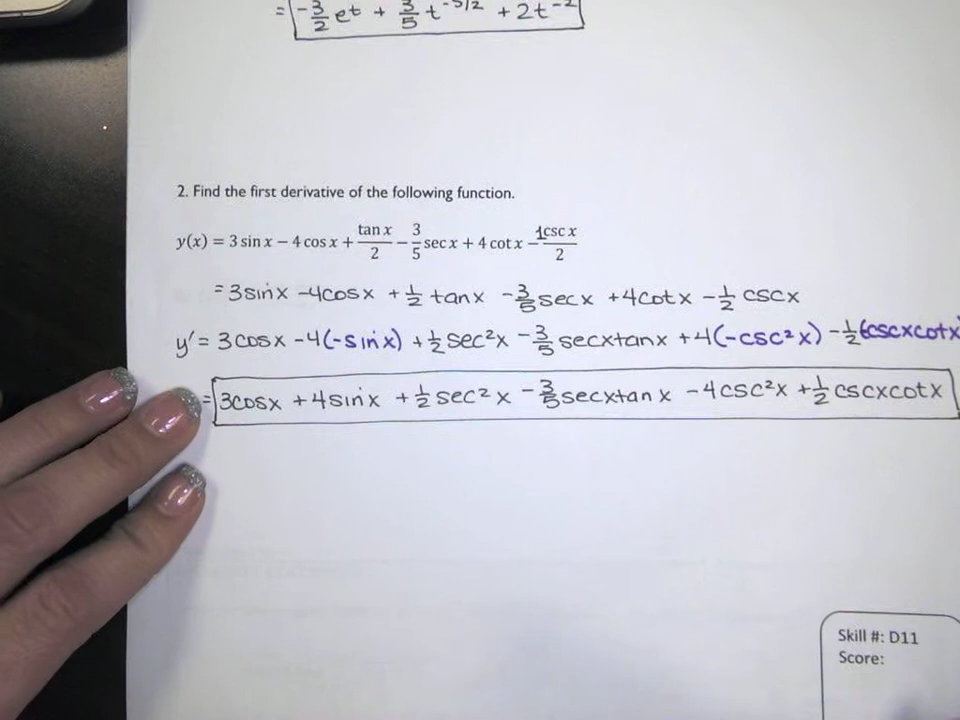 = -3/2 e^t + 3/5 t^-5/2 + 2t^-2
2. Find the first derivative of the following function.
y(x) = 3 sin x − 4 cos x + tan x/2 − 3/5 sec x + 4 cot x − 1csc x/2
= 3sinx -4cosx + 1/2 tanx - 3/5 secx +4cotx - 1/2 cscx
y' = 3cosx -4(-sinx) + 1/2 sec²x - 3/5 secxtanx +4(-csc²x) - 1/2(-cscxcotx)
= 3cosx +4sinx + 1/2 sec²x - 3/5 secxtanx -4csc²x + 1/2 cscxcotx
Skill #: D11
Score: